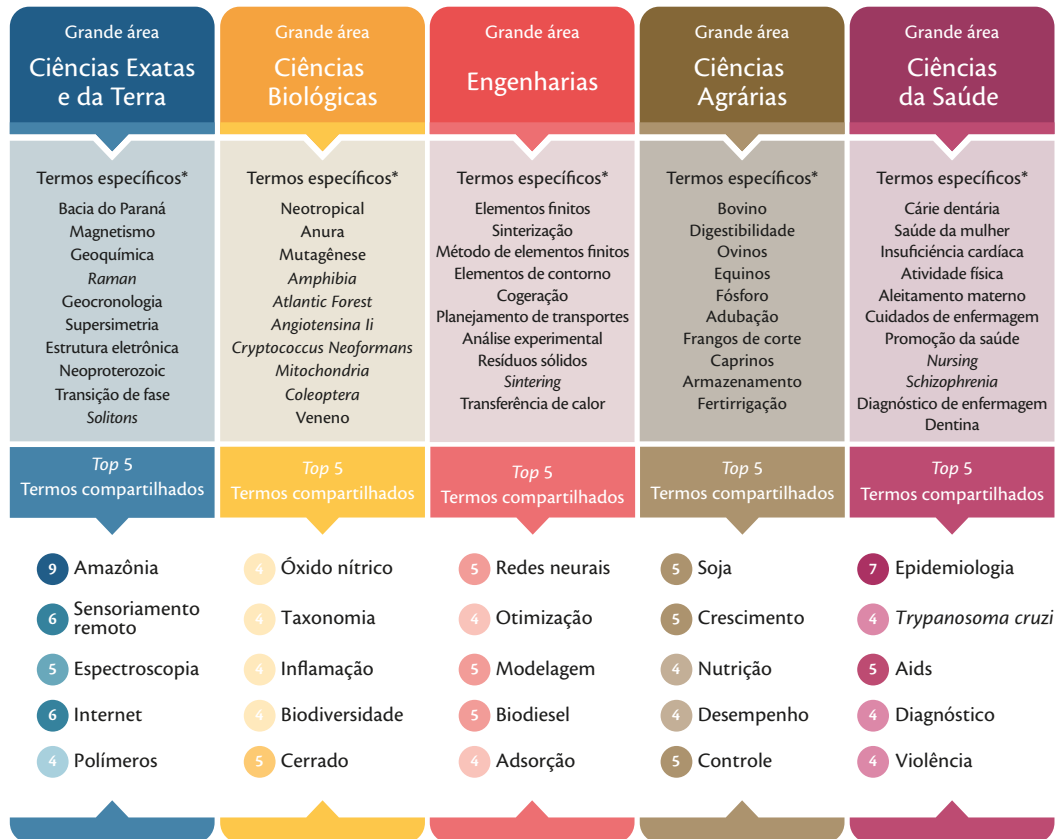 Grande área
Ciências Exatas
e da Terra
Termos específicos*
Bacia do Paraná
Magnetismo
Geoquímica
Raman
Geocronologia
Supersimetria
Estrutura eletrônica
Neoproterozoic
Transição de fase
Solitons
Top 5
Termos compartilhados
9 Amazônia
6 Sensoriamento
remoto
5 Espectroscopia
6 Internet
4 Polímeros
Grande área
Ciências
Biológicas
Termos específicos*
Neotropical
Anura
Mutagênese
Amphibia
Atlantic Forest
Angiotensina Ii
Cryptococcus Neoformans
Mitochondria
Coleoptera
Veneno
Top 5
Termos compartilhados
4 Óxido nítrico
4 Taxonomia
4 Inflamação
4 Biodiversidade
5 Cerrado
Grande área
Engenharias
Termos específicos*
Elementos finitos
Sinterização
Método de elementos finitos
Elementos de contorno
Cogeração
Planejamento de transportes
Análise experimental
Resíduos sólidos
Sintering
Transferência de calor
Top 5
Termos compartilhados
5 Redes neurais
4 Otimização
5 Modelagem
5 Biodiesel
4 Adsorção
Grande área
Ciências
Agrárias
Termos específicos*
Bovino
Digestibilidade
Ovinos
Equinos
Fósforo
Adubação
Frangos de corte
Caprinos
Armazenamento
Fertirrigação
Top 5
Termos compartilhados
5 Soja
5 Crescimento
4 Nutrição
4 Desempenho
5 Controle
Grande área
Ciências
da Saúde
Termos específicos*
Cárie dentária
Saúde da mulher
Insuficiência cardíaca
Atividade física
Aleitamento materno
Cuidados de enfermagem
Promoção da saúde
Nursing
Schizophrenia
Diagnóstico de enfermagem
Dentina
Top 5
Termos compartilhados
7 Epidemiologia
4 Trypanosoma cruzi
5 Aids
4 Diagnóstico
4 Violência